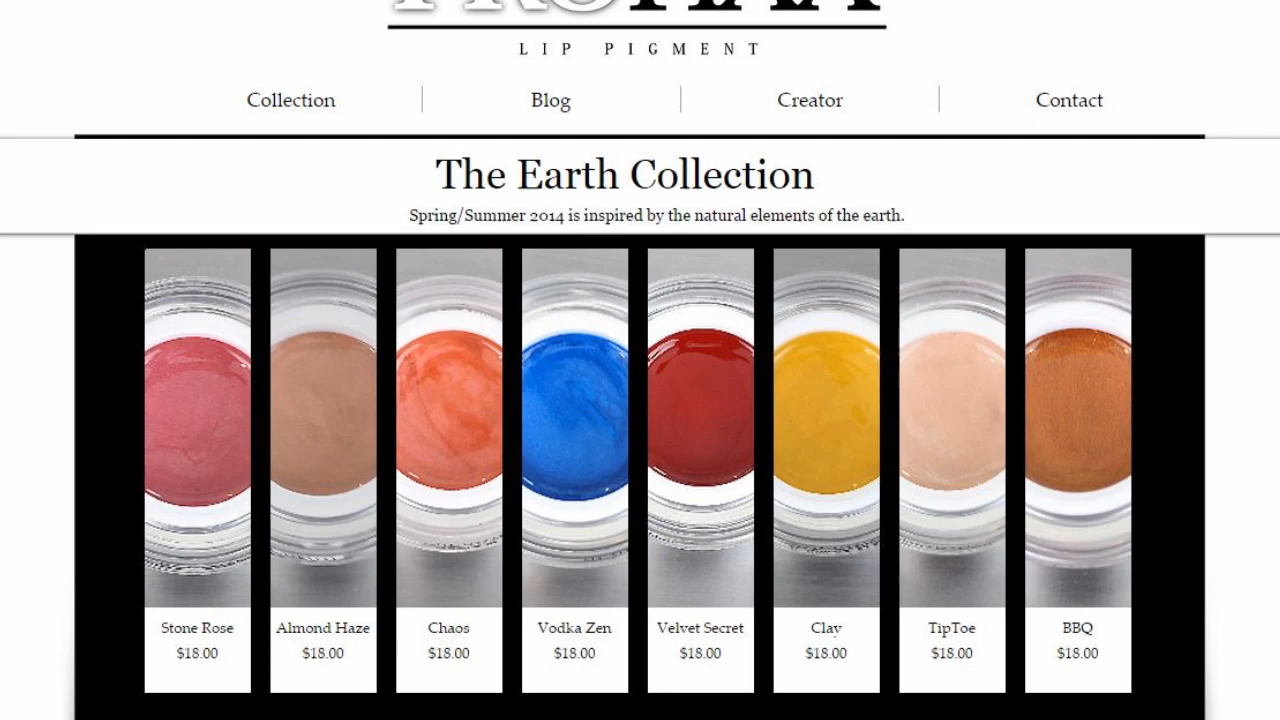 LIP PIGMENT
Collection Blog Creator Contact
The Earth Collection
Spring/Summer 2014 is inspired by the natural elements of the earth.
Stone Rose Almond Haze Chaos Vodka Zen Velvet Secret Clay TipToe BBQ
$18.00 $18.00 $18.00 $18.00 $18.00 $18.00 $18.00 $18.00